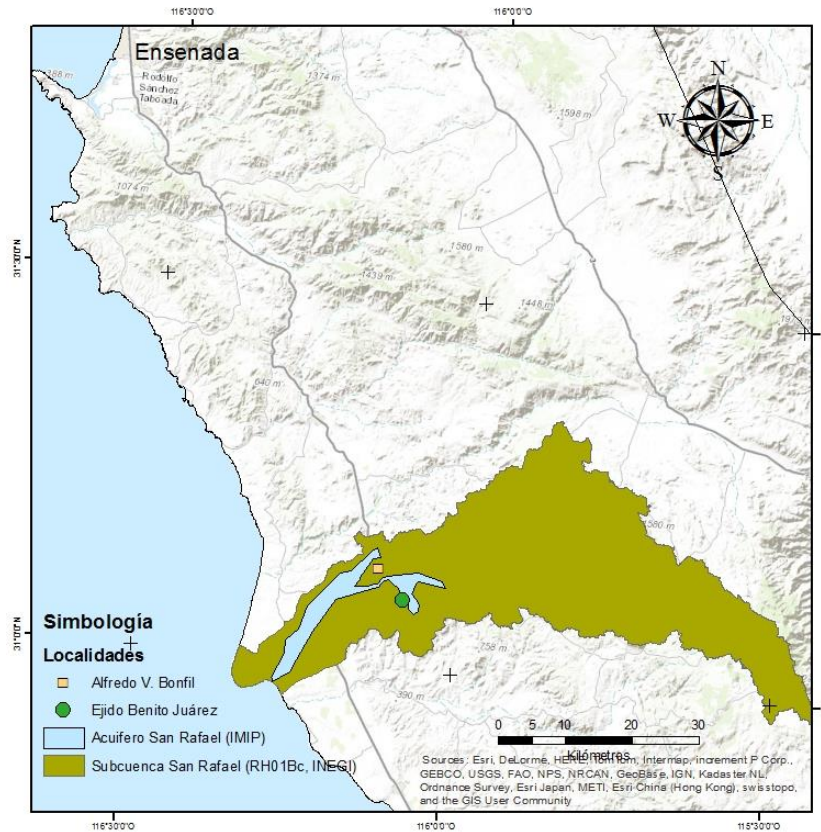 116°30'0"O
116°0'0"O
Ensenada
388 m
Rodolfo
Sanchez
Taboada
1374 m
1598 m
N
W
E
S
1074 m
31°30'0"N
1580 m
1439 m
1448 m
640 m
1580 m
Simbología
Localidades
Alfredo V. Bonfil
Ejido Benito Juárez
Acuifero San Rafael (IMIP)
Subcuenca San Rafael (RH01Bc, INEGI)
31°0'0"N
758 m
390 m
0 5 10 20 30
Kilómetros
Sources: Esri, DeLorme, HERE, TomTom, Intermap, increment P Corp.,
GEBCO, USGS, FAO, NPS, NRCAN, GeoBase, IGN, Kadaster NL,
Ordnance Survey, Esri Japan, METI, Esri China (Hong Kong), swisstopo,
and the GIS User Community
116°30'0"O
116°0'0"O
115°30'0"O